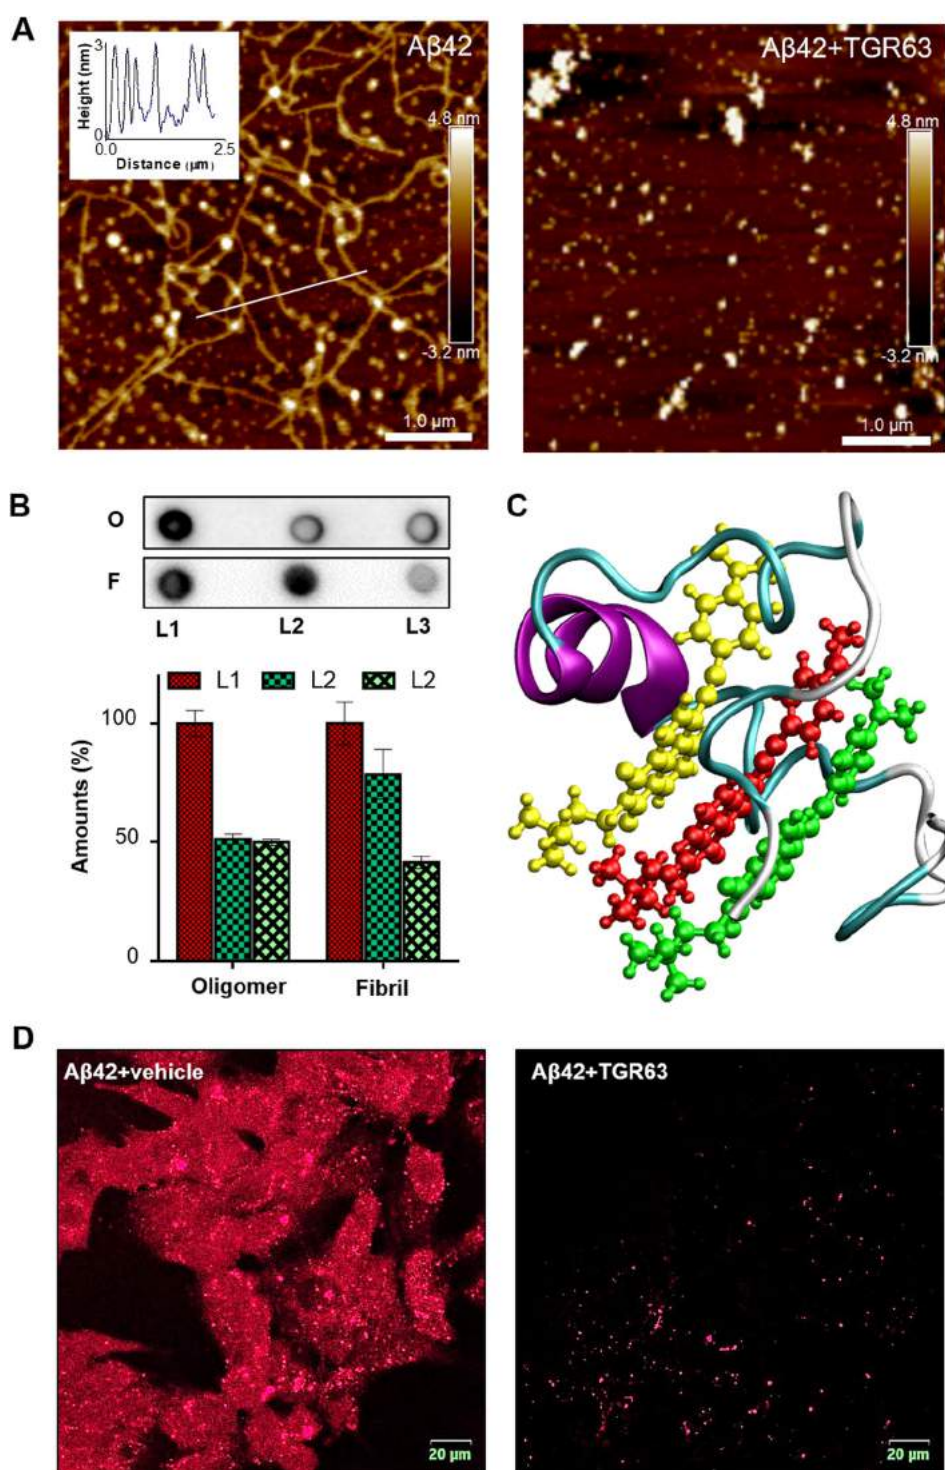 A
Aβ42
Height (nm)
3
0
0.0
2.5
Distance (µm)
4.8 nm
-3.2 nm
1.0 µm
Aβ42+TGR63
4.8 nm
-3.2 nm
1.0 µm
B
O
F
L1 L2 L3
L1 L2 L2
Amounts (%)
100
50
0
Oligomer Fibril
C
D
Aβ42+vehicle
20 µm
Aβ42+TGR63
20 µm